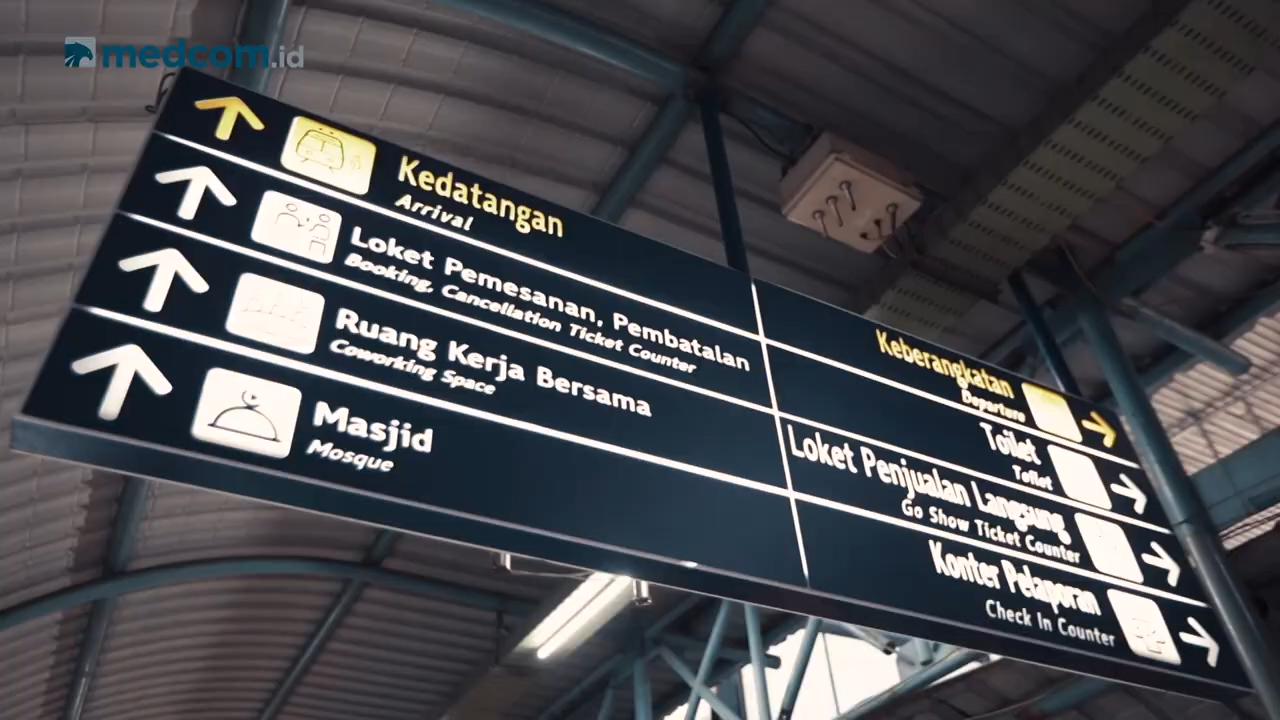 medcom.id
Kedatangan
Arrival
Loket Pemesanan, Pembatalan
Booking, Cancellation Ticket Counter
Ruang Kerja Bersama
Coworking Space
Masjid
Mosque
Keberangkatan
Departure
Toilet
Toilet
Loket Penjualan Langsung
Go Show Ticket Counter
Konter Pelaporan
Check In Counter